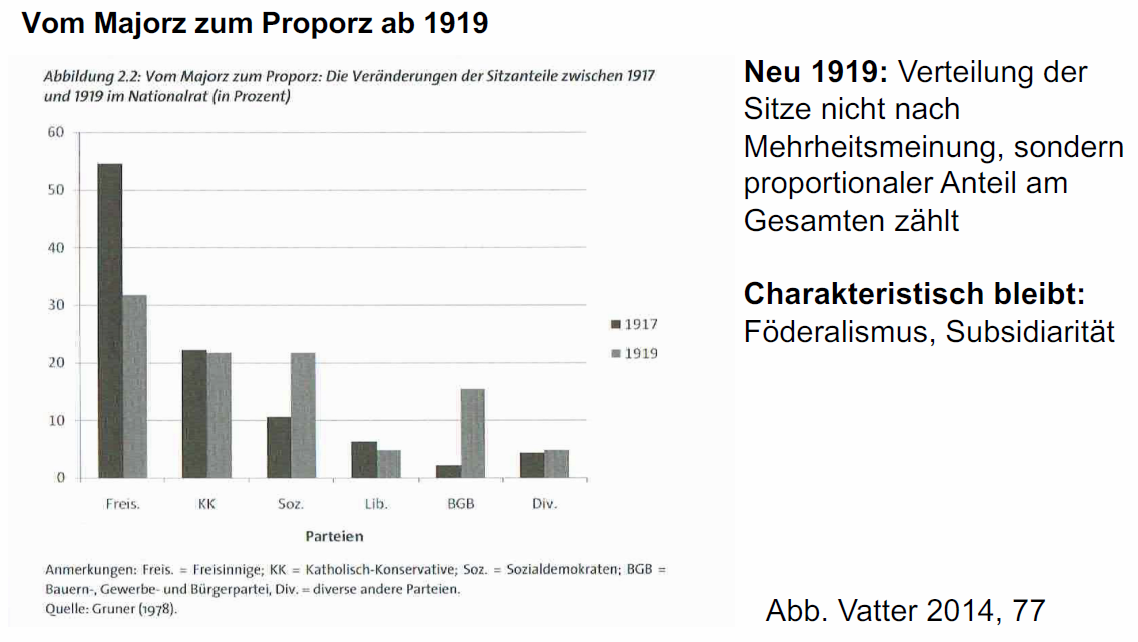 Vom Majorz zum Proporz ab 1919
Abbildung 2.2: Vom Majorz zum Proporz: Die Veränderungen der Sitzanteile zwischen 1917
und 1919 im Nationalrat (in Prozent)
60
50
40
30
20
10
0
Freis.
KK
Soz.
Lib.
BGB
Div.
Parteien
1917
1919
Anmerkungen: Freis. = Freisinnige; KK = Katholisch-Konservative; Soz. = Sozialdemokraten; BGB =
Bauern-, Gewerbe- und Bürgerpartei, Div. = diverse andere Parteien.
Quelle: Gruner (1978).
Neu 1919: Verteilung der
Sitze nicht nach
Mehrheitsmeinung, sondern
proportionaler Anteil am
Gesamten zählt
Charakteristisch bleibt:
Föderalismus, Subsidiarität
Abb. Vatter 2014, 77